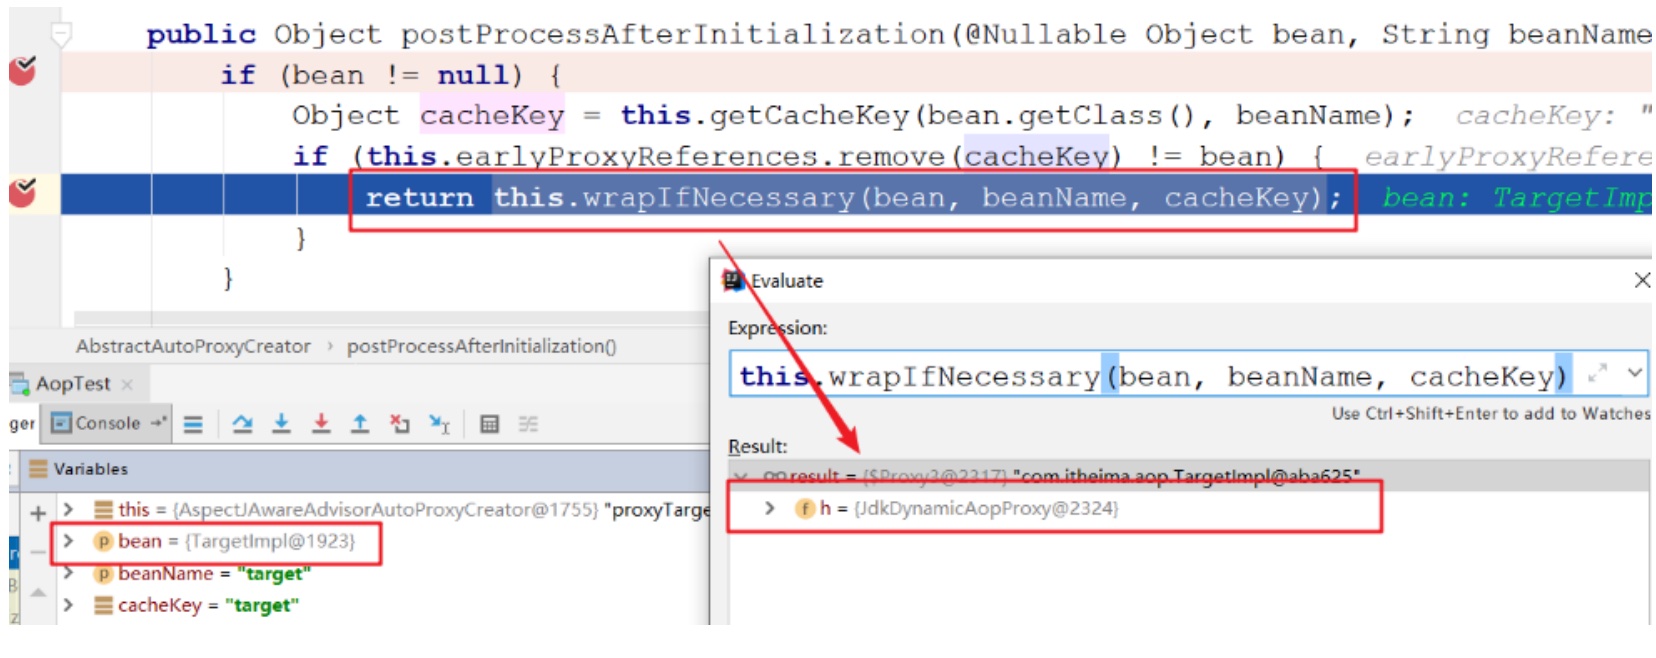 public Object postProcessAfterInitialization(@Nullable Object bean, String beanName
if (bean != null) {
Object cacheKey = this.getCacheKey(bean.getClass(), beanName); cacheKey: "
if (this.earlyProxyReferences.remove(cacheKey) != bean) { earlyProxyRefere
return this.wrapIfNecessary(bean, beanName, cacheKey); bean: TargetImp
}
}
AbstractAutoProxyCreator › postProcessAfterInitialization()
AopTest ×
ger Console
Variables
this = {AspectJAwareAdvisorAutoProxyCreator@1755} "proxyTarge
p bean = {TargetImpl@1923}
p beanName = "target"
cacheKey = "target"
Evaluate
Expression:
this.wrapIfNecessary(bean, beanName, cacheKey)
Use Ctrl+Shift+Enter to add to Watches
Result:
oo result = {$Proxy3@2317} "com.itheima.aop.TargetImpl@aba625"
f h = {JdkDynamicAopProxy@2324}